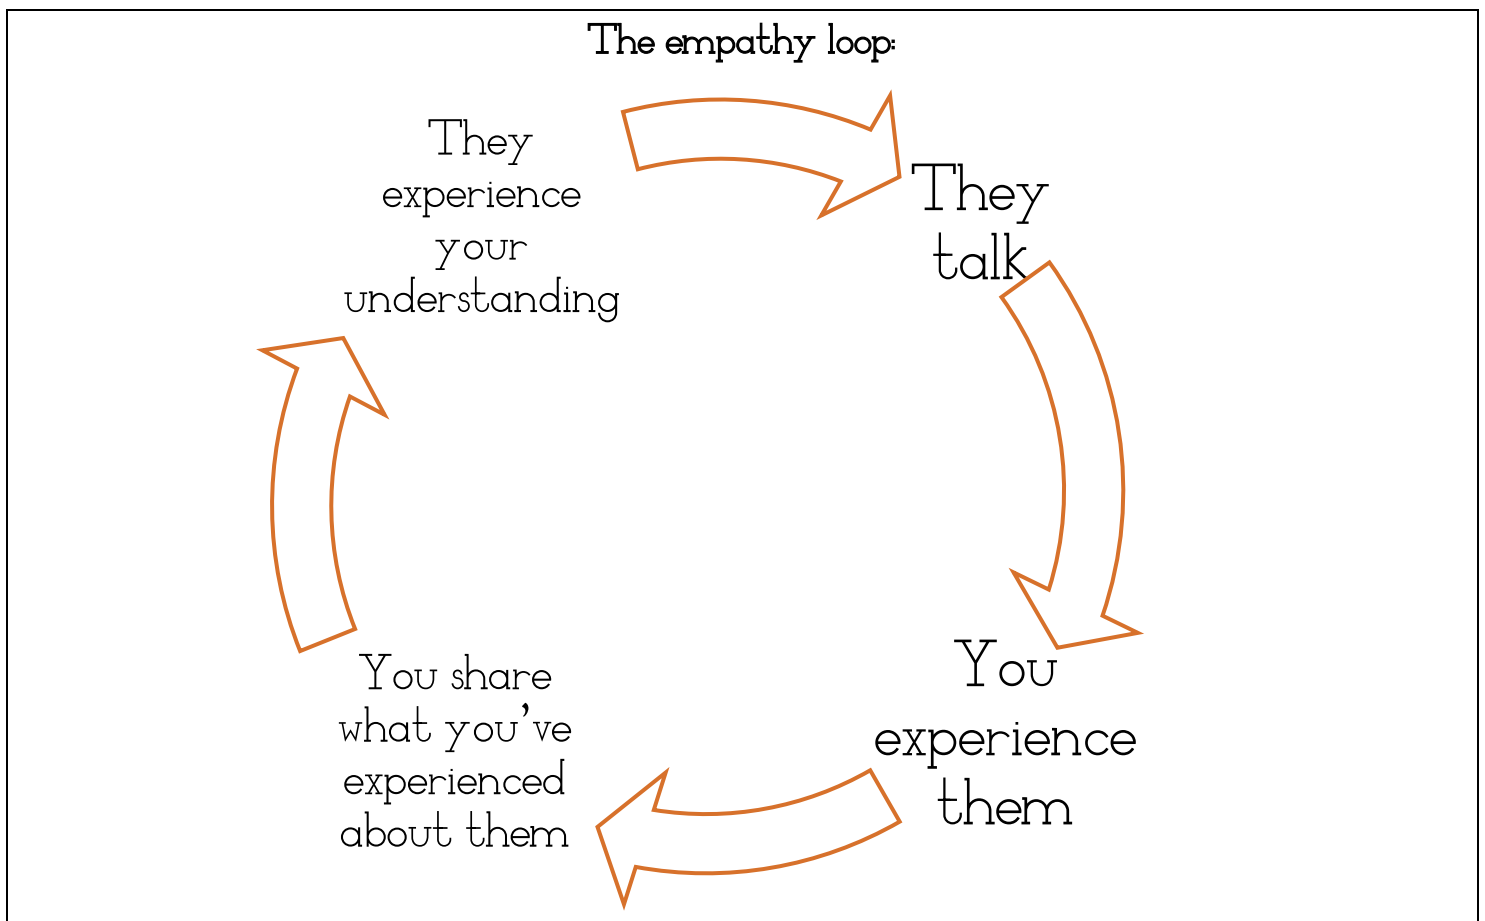 The empathy loop:
They
talk
You
experience
them
You share
what you've
experienced
about them
They
experience
your
understanding